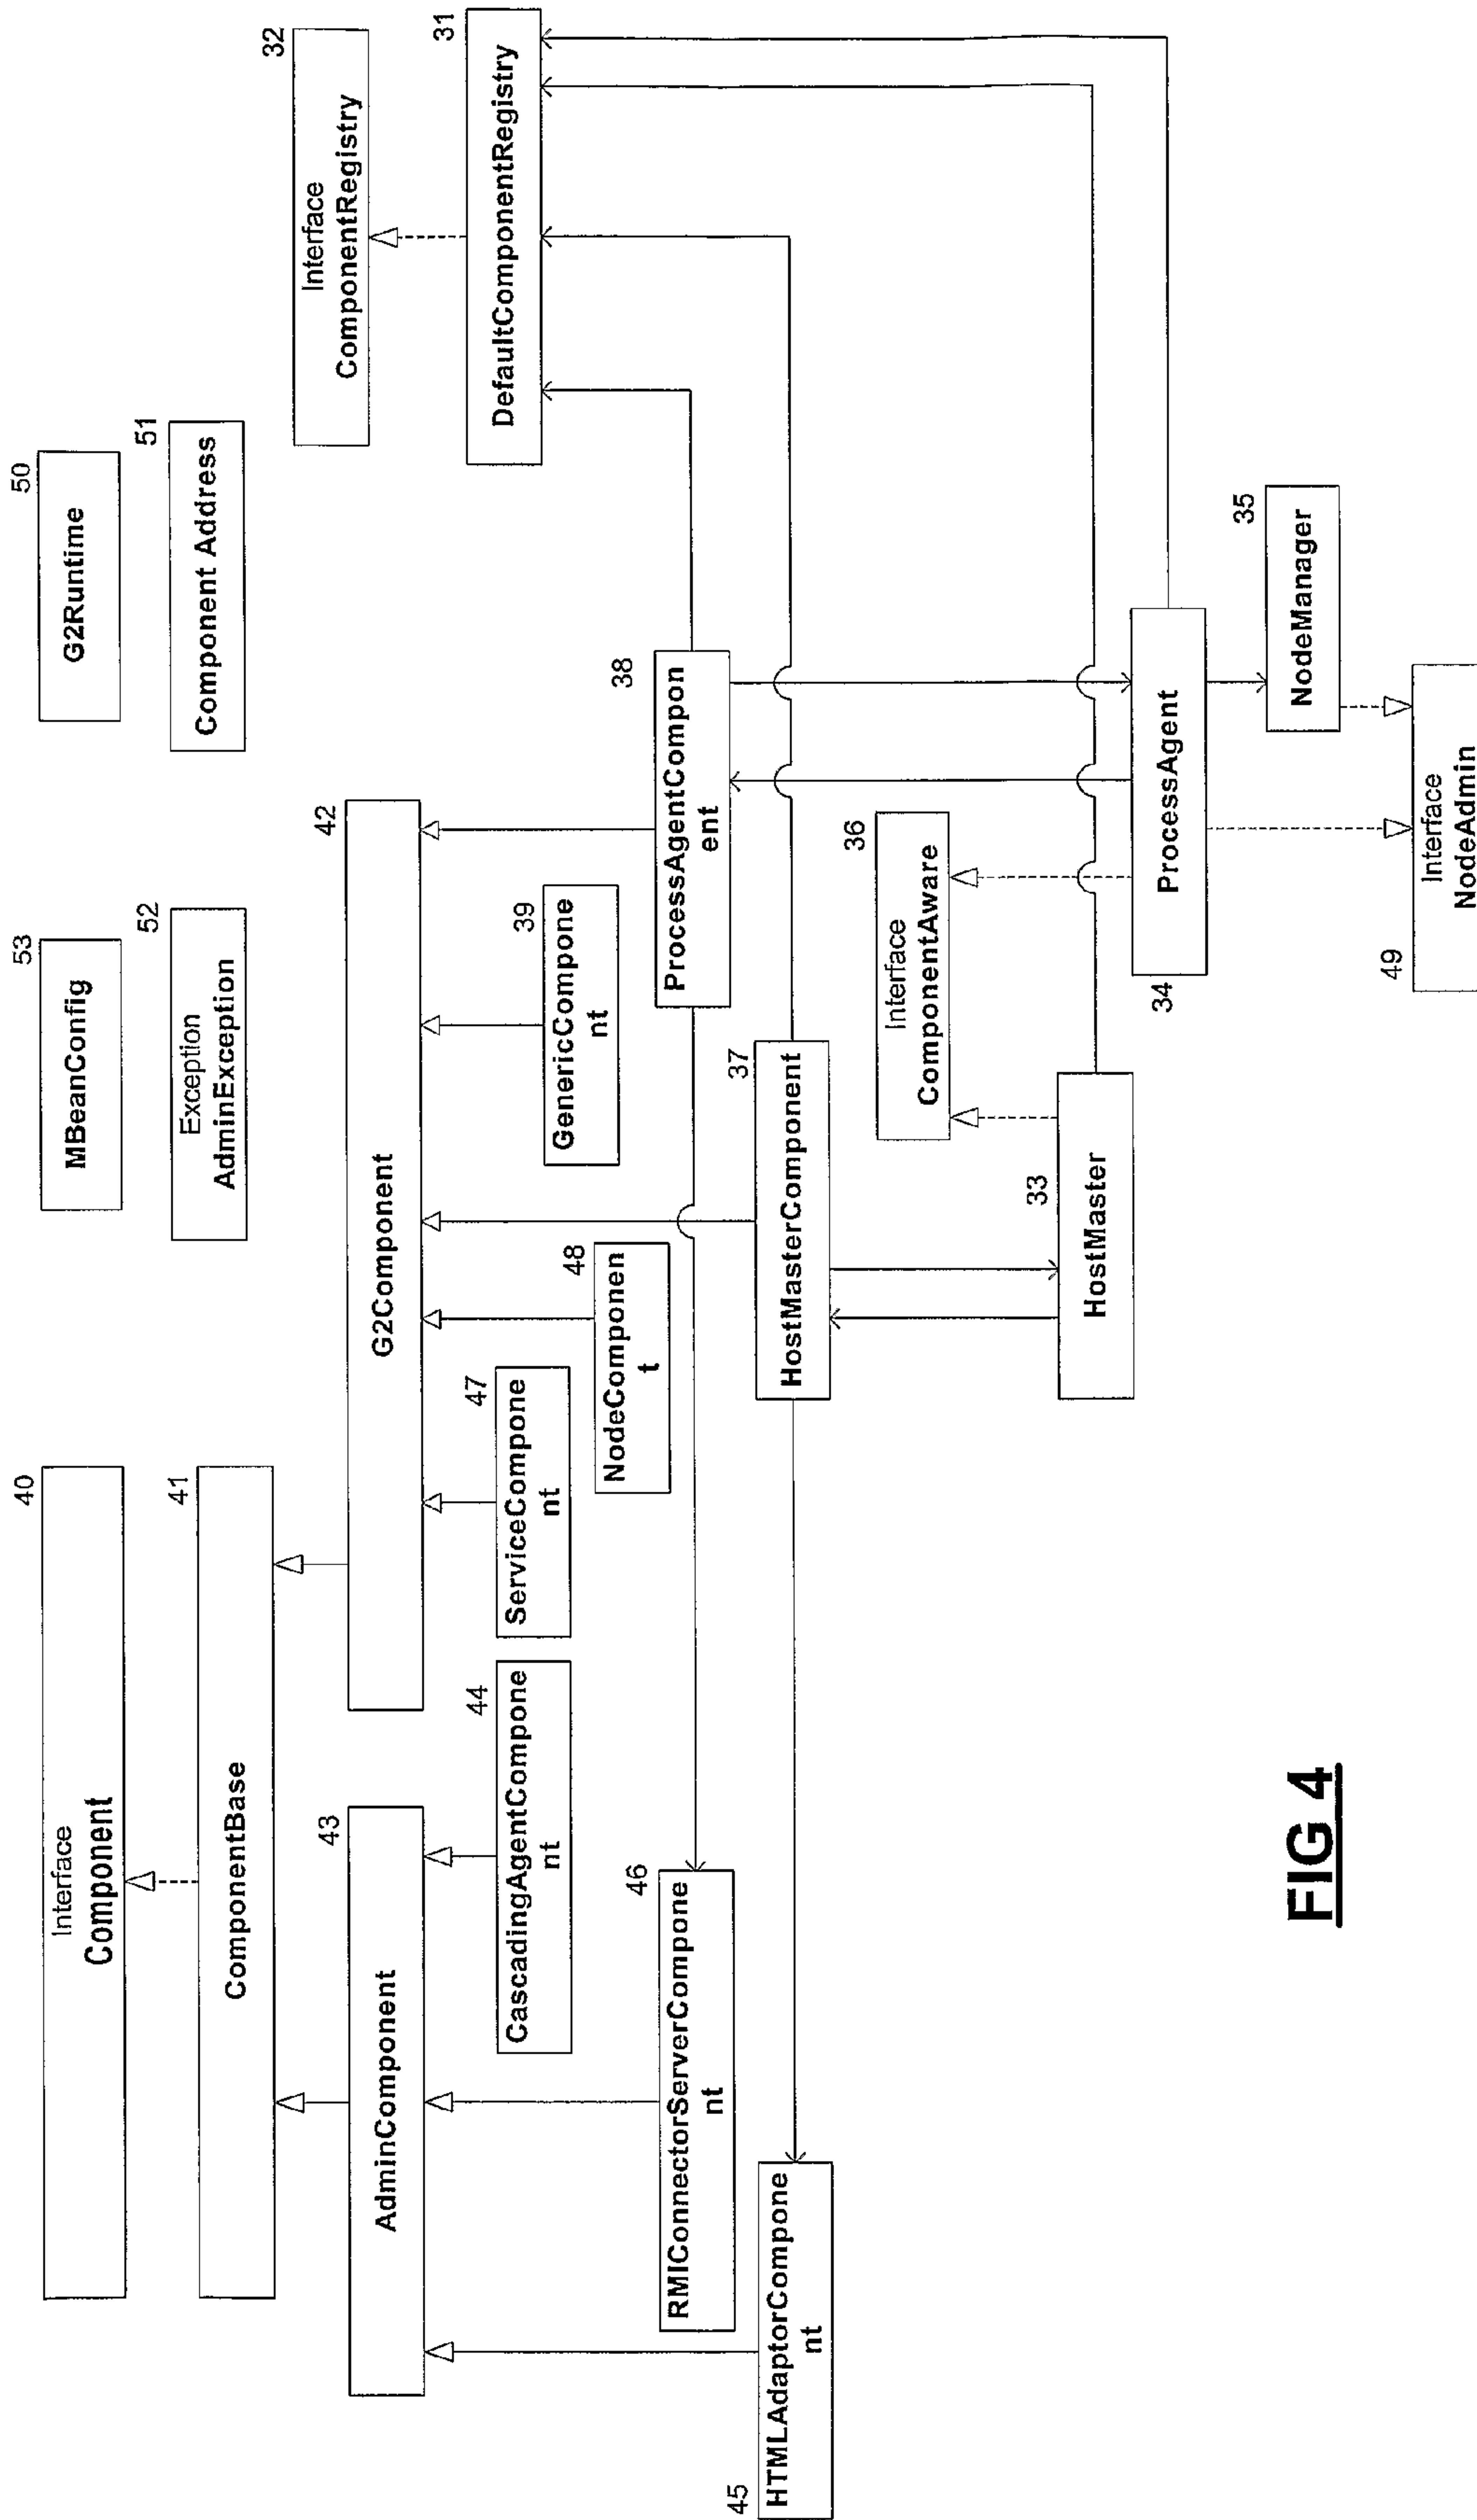 40
Interface
Component
53
MBeanConfig
50
G2Runtime
41
ComponentBase
52
Exception
AdminException
51
Component Address
32
Interface
ComponentRegistry
43
AdminComponent
42
G2Component
31
DefaultComponentRegistry
44
CascadingAgentCompone
nt
47
ServiceCompone
nt
39
GenericCompone
nt
48
NodeComponen
t
46
RMIConnectorServerCompone
nt
38
ProcessAgentCompon
ent
45
HTMLAdaptorCompone
nt
37
HostMasterComponent
36
Interface
ComponentAware
33
HostMaster
34
ProcessAgent
35
NodeManager
49
Interface
NodeAdmin
FIG 4